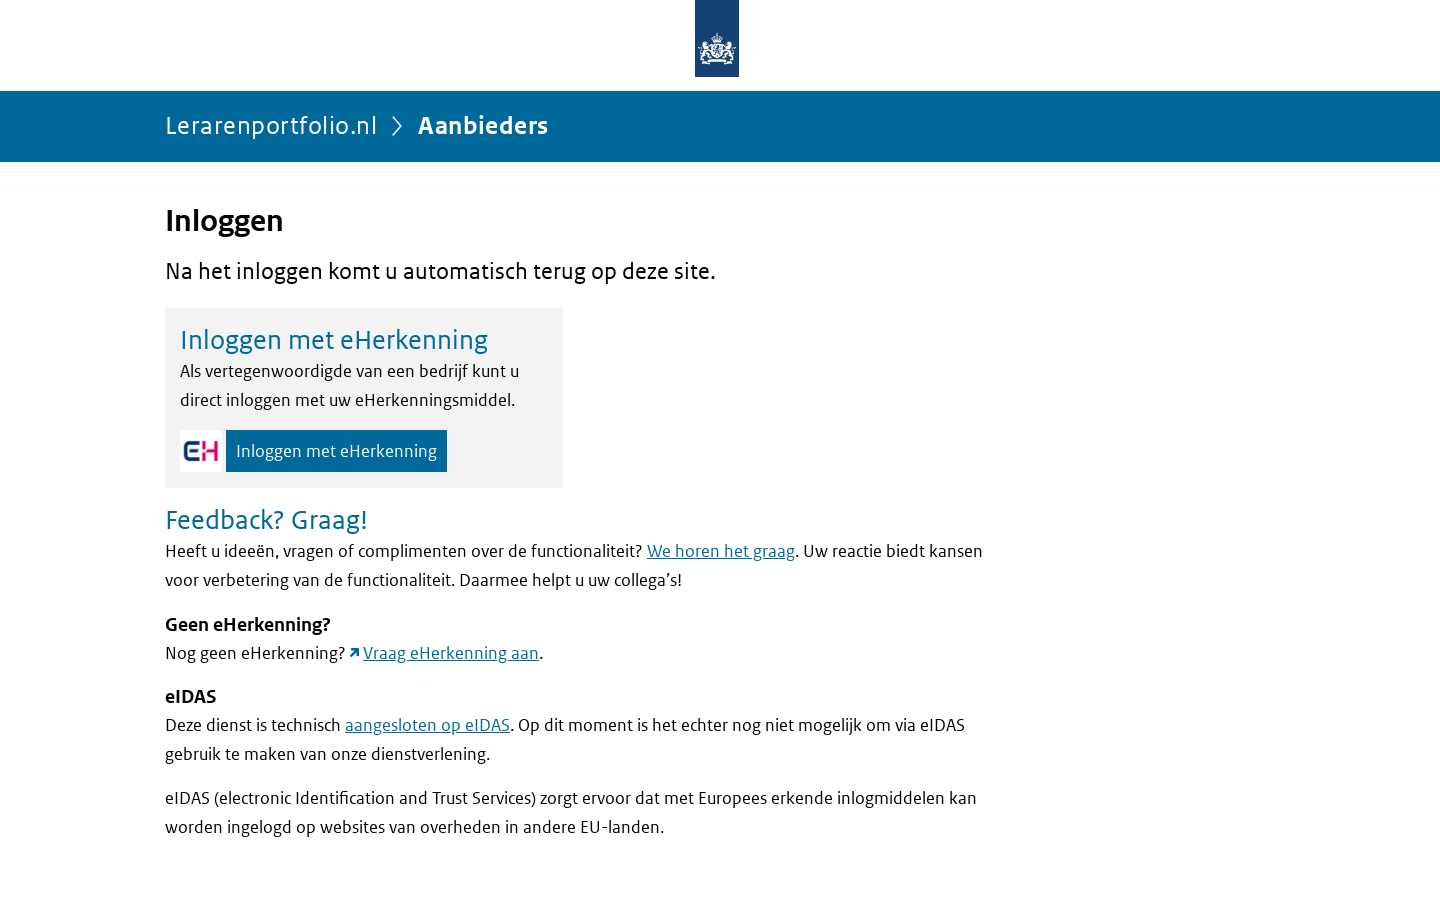 Lerarenportfolio.nl Aanbieders
Inloggen
Na het inloggen komt u automatisch terug op deze site.
Inloggen met eHerkenning
Als vertegenwoordigde van een bedrijf kunt u
direct inloggen met uw eHerkenningsmiddel.
EH Inloggen met eHerkenning
Feedback? Graag!
Heeft u ideeën, vragen of complimenten over de functionaliteit? We horen het graag. Uw reactie biedt kansen
voor verbetering van de functionaliteit. Daarmee helpt u uw collega’s!
Geen eHerkenning?
Nog geen eHerkenning? Vraag eHerkenning aan.
eIDAS
Deze dienst is technisch aangesloten op eIDAS. Op dit moment is het echter nog niet mogelijk om via eIDAS
gebruik te maken van onze dienstverlening.
eIDAS (electronic Identification and Trust Services) zorgt ervoor dat met Europees erkende inlogmiddelen kan
worden ingelogd op websites van overheden in andere EU-landen.